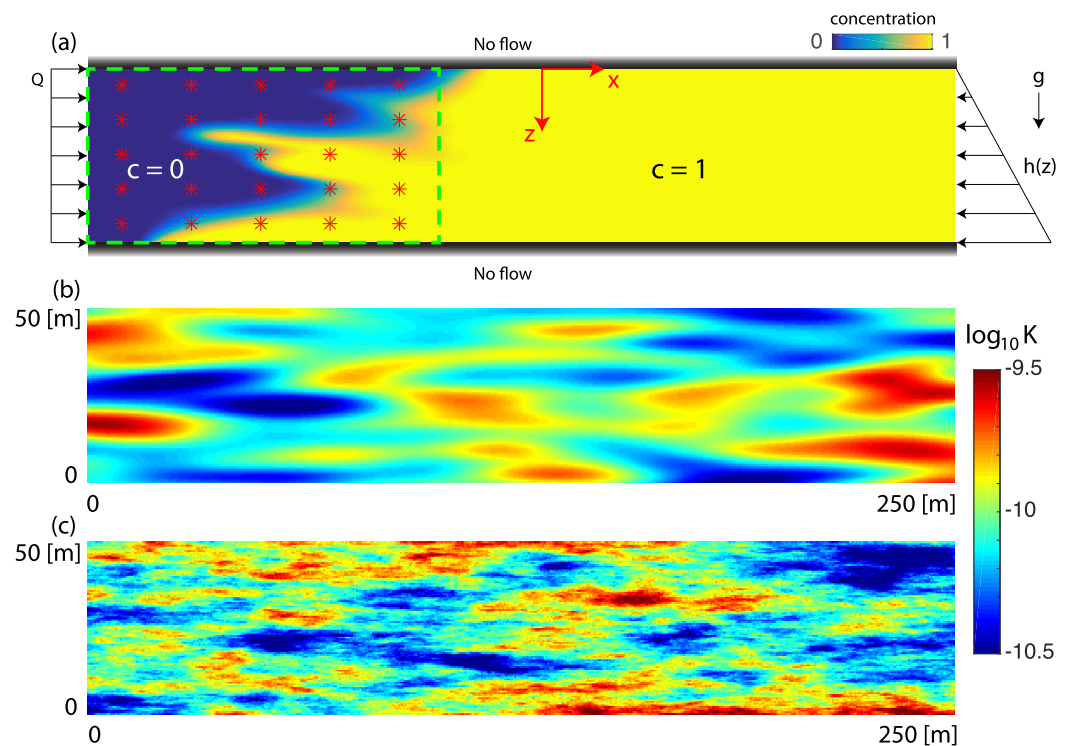 concentration
(a)
No flow
0
1
Q
x
g
z
c = 0
c = 1
h(z)
No flow
(b)
50 [m]
0
0
250 [m]
log10 K
-9.5
-10
-10.5
(c)
50 [m]
0
0
250 [m]